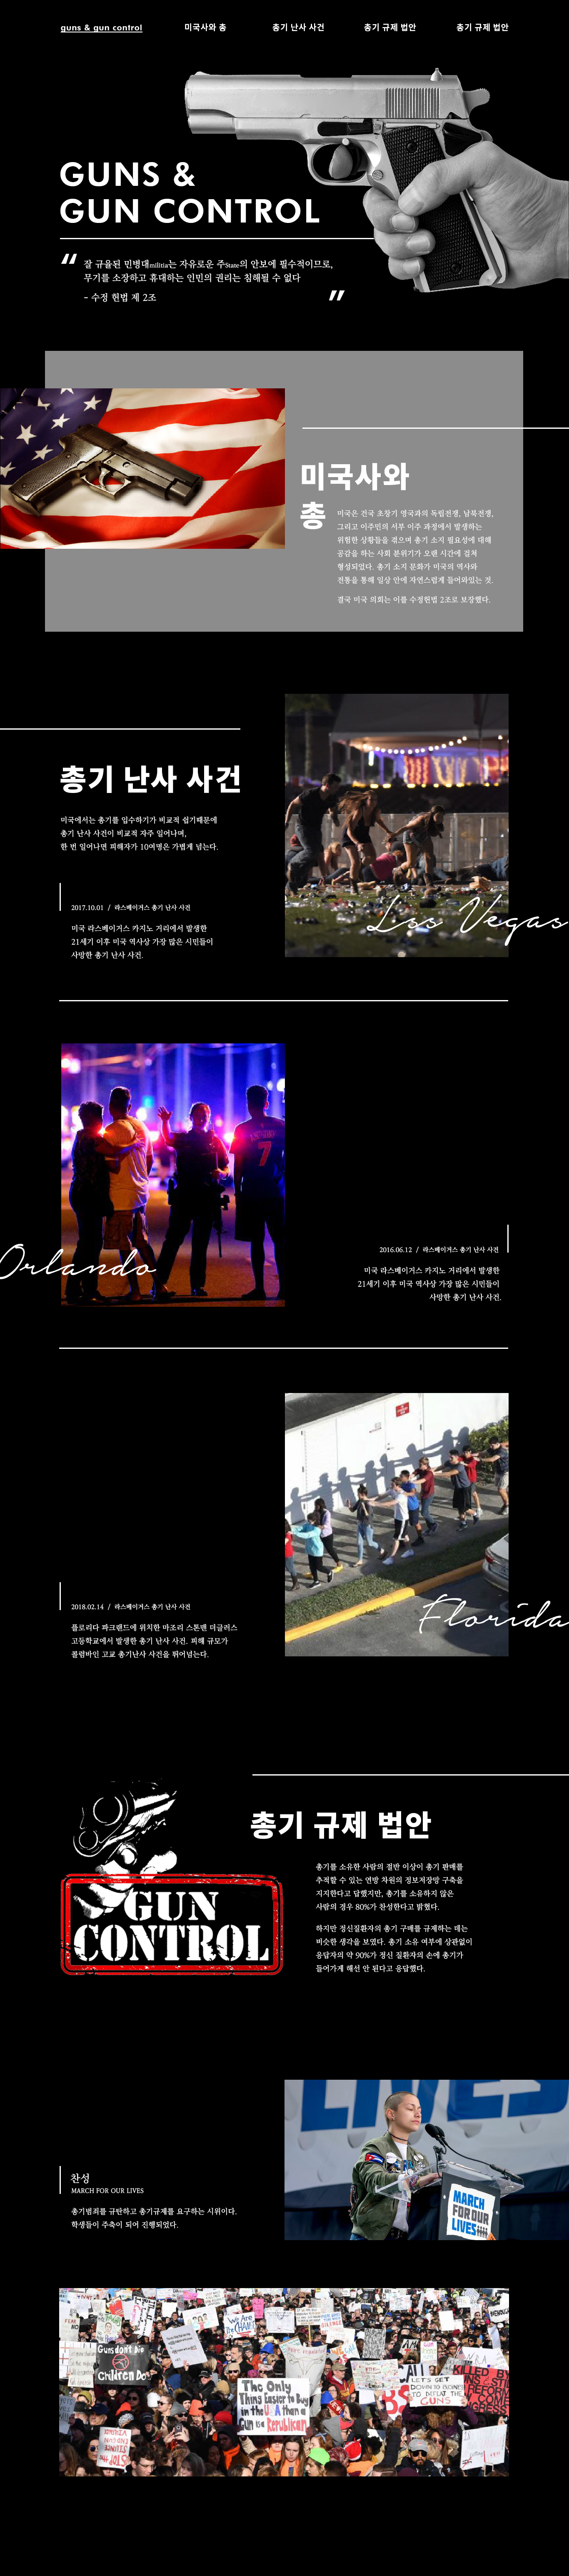 guns & gun control 미국사와 총 총기 난사 사건 총기 규제 법안 총기 규제 법안
GUNS &
GUN CONTROL
“ 잘 규율된 민병대militia는 자유로운 주State의 안보에 필수적이므로,
무기를 소장하고 휴대하는 인민의 권리는 침해될 수 없다
- 수정 헌법 제 2조 ”
미국사와
총
미국은 건국 초창기 영국과의 독립전쟁, 남북전쟁,
그리고 이주민의 서부 이주 과정에서 발생하는
위험한 상황들을 겪으며 총기 소지 필요성에 대해
공감을 하는 사회 분위기가 오랜 시간에 걸쳐
형성되었다. 총기 소지 문화가 미국의 역사와
전통을 통해 일상 안에 자연스럽게 들어와있는 것.
결국 미국 의회는 이를 수정헌법 2조로 보장했다.
총기 난사 사건
미국에서는 총기를 입수하기가 비교적 쉽기때문에
총기 난사 사건이 비교적 자주 일어나며,
한 번 일어나면 피해자가 10여명은 가볍게 넘는다.
2017.10.01 / 라스베이거스 총기 난사 사건
미국 라스베이거스 카지노 거리에서 발생한
21세기 이후 미국 역사상 가장 많은 시민들이
사망한 총기 난사 사건.
Lss Vegas
7
Orlando
2016.06.12 / 라스베이거스 총기 난사 사건
미국 라스베이거스 카지노 거리에서 발생한
21세기 이후 미국 역사상 가장 많은 시민들이
사망한 총기 난사 사건.
2018.02.14 / 라스베이거스 총기 난사 사건
플로리다 파크랜드에 위치한 마조리 스톤맨 더글러스
고등학교에서 발생한 총기 난사 사건. 피해 규모가
콜럼바인 고교 총기난사 사건을 뛰어넘는다.
Florida
총기 규제 법안
GUN
CONTROL
총기를 소유한 사람의 절반 이상이 총기 판매를
추적할 수 있는 연방 차원의 정보저장망 구축을
지지한다고 답했지만, 총기를 소유하지 않은
사람의 경우 80%가 찬성한다고 밝혔다.
하지만 정신질환자의 총기 구매를 규제하는 데는
비슷한 생각을 보였다. 총기 소유 여부에 상관없이
응답자의 약 90%가 정신 질환자의 손에 총기가
들어가게 해선 안 된다고 응답했다.
LIVES
찬성
MARCH FOR OUR LIVES
총기범죄를 규탄하고 총기규제를 요구하는 시위이다.
학생들이 주축이 되어 진행되었다.
MARCH
FOR OUR
LIVES
We Are
The CHANGE
Guns don't Die
Children Do
The Only
Thing Easier to buy
in the USA than a
Gun is a Republican
ALL
LET'S GET
DOWN TO BUSINESS
TO DEFEAT THE
GUNS
KILLED BY